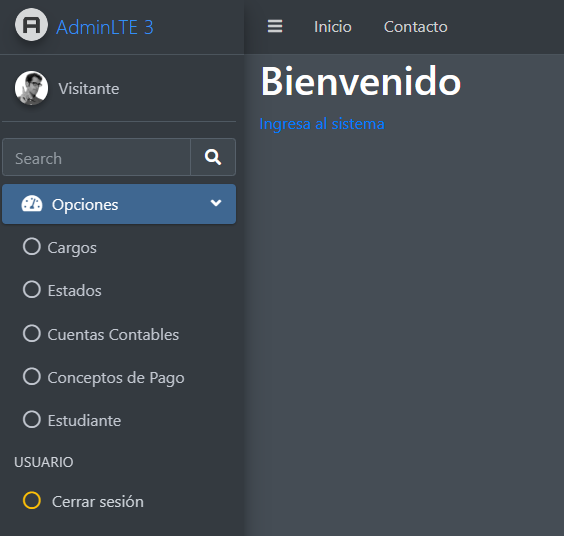 AdminLTE 3
Inicio Contacto
Visitante
Bienvenido
Ingresa al sistema
Search
Opciones
Cargos
Estados
Cuentas Contables
Conceptos de Pago
Estudiante
USUARIO
Cerrar sesión